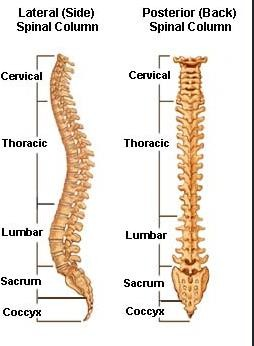 Lateral (Side)
Spinal Column
Posterior (Back)
Spinal Column
Cervical
Thoracic
Lumbar
Sacrum
Coccyx
Cervical
Thoracic
Lumbar
Sacrum
Coccyx